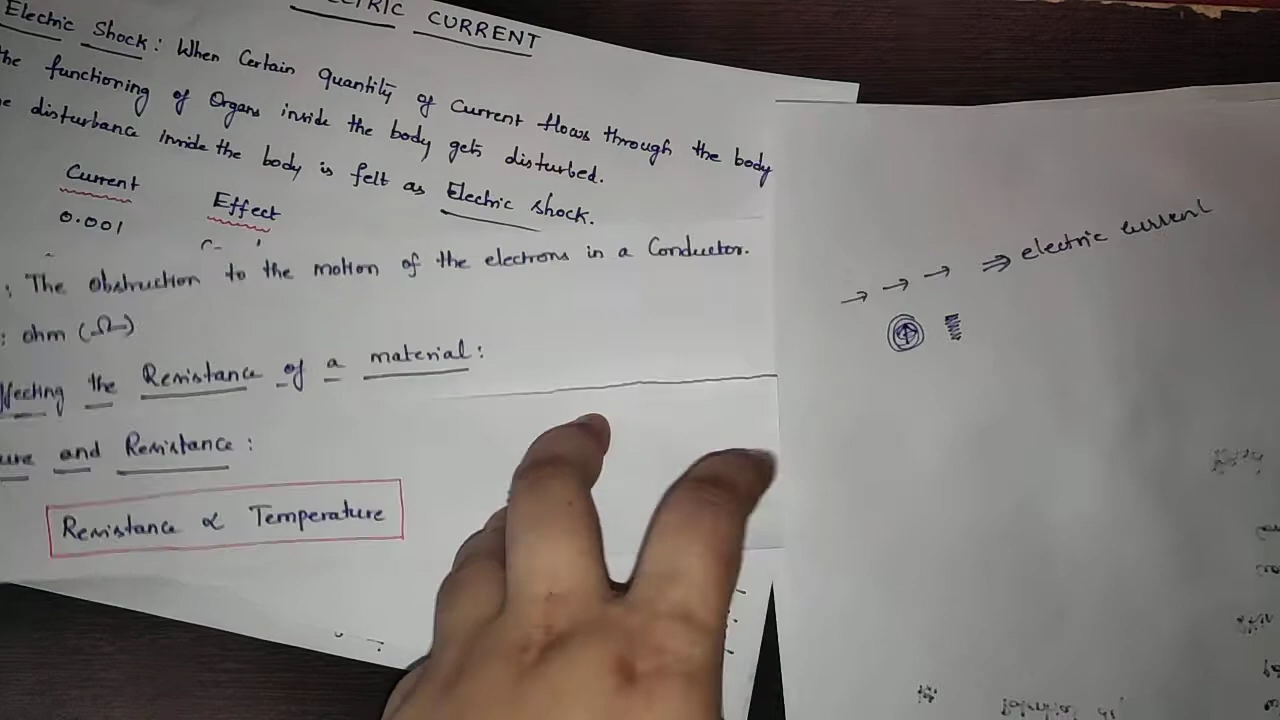 CURRENT
Electric Shock: When Certain Quantity of Current flows through the body
the functioning of Organs inside the body gets disturbed.
disturbance inside the body is felt as Electric shock.
Current Effect
0.001
: The obstruction to the motion of the electrons in a Conductor.
: ohm (Ω)
the Resistance of a material:
and Resistance:
Resistance ∝ Temperature
→ → → ⇒ electric current